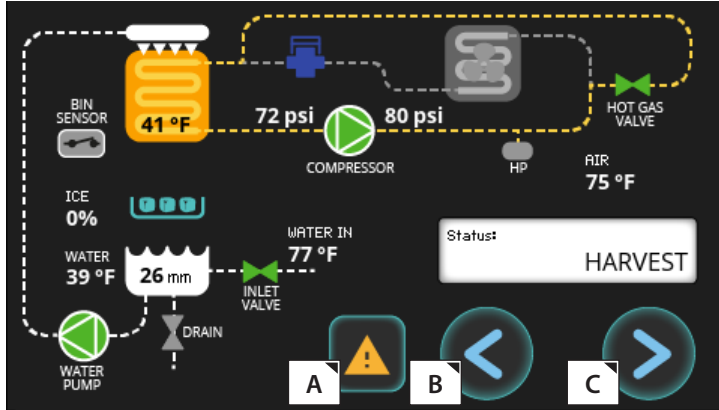 BIN
SENSOR
41 °F
72 psi
80 psi
COMPRESSOR
HP
HOT GAS
VALVE
AIR
75 °F
ICE
0%
WATER
39 °F
26 mm
WATER IN
77 °F
INLET
VALVE
DRAIN
WATER
PUMP
Status:
HARVEST
A
B
C